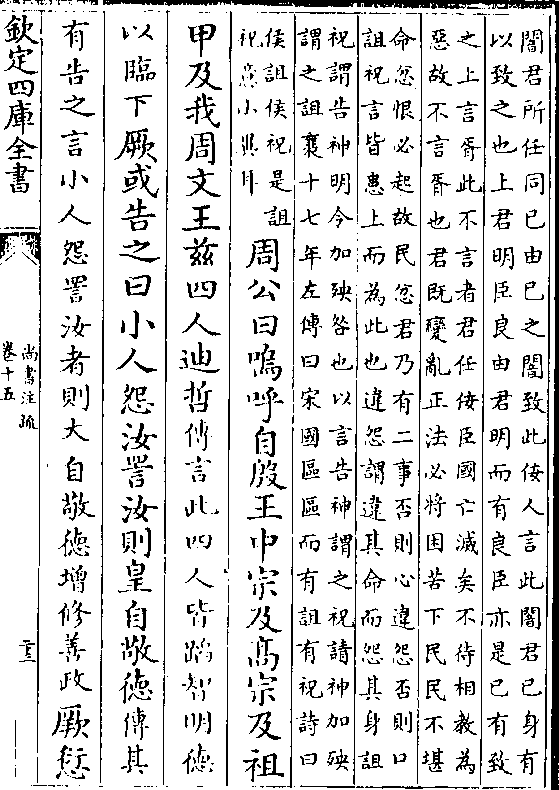 闇君所任同已由已之闇致此佞人言此闇君已身有
以致之也上君明臣良由君明而有良臣亦是已有致
之上言胥此不言者君任佞臣國亡滅矣不待相教為
惡故不言胥也君既變亂正法必將困苦下民民不堪
命忿恨必起故民忿君乃有二事否則心違怨否則口
詛祝言皆患上而為此也違怨謂違其命而怨其身詛
祝謂告神明令加殃咎也以言告神謂之祝請神加殃
謂之詛襄十七年左傳曰宋國區區而有詛有祝詩曰
侯詛侯祝是詛
祝意小異耳
周公曰嗚呼自殷王中宗及高宗及祖
甲及我周文王茲四人迪哲傳言此四人皆蹈智明德
以臨下厥或告之曰小人怨汝詈汝則皇自敬德傳其
有告之言小人怨詈汝者則大自敬德增修善政厥愆
欽定四庫全書
尚書注疏
卷十五
二十三